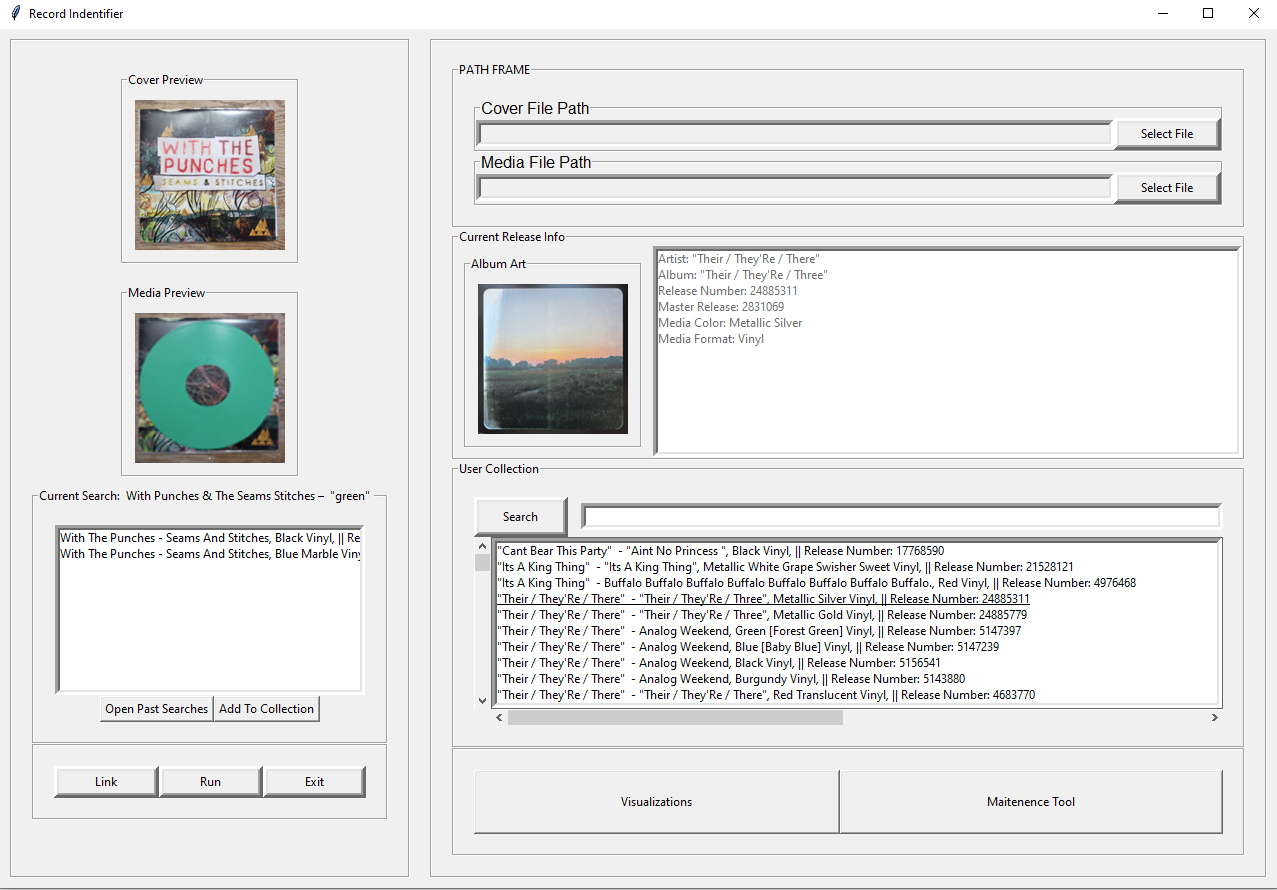 Record Indentifier
Cover Preview
WITH THE
PUNCHES
SEAMS & STITCHES
Media Preview
Current Search: With Punches & The Seams Stitches – "green"
With The Punches - Seams And Stitches, Black Vinyl, || Re
With The Punches - Seams And Stitches, Blue Marble Viny
Open Past Searches
Add To Collection
Link
Run
Exit
PATH FRAME
Cover File Path
Select File
Media File Path
Select File
Current Release Info
Album Art
Artist: "Their / They'Re / There"
Album: "Their / They'Re / Three"
Release Number: 24885311
Master Release: 2831069
Media Color: Metallic Silver
Media Format: Vinyl
User Collection
Search
"Cant Bear This Party" - "Aint No Princess ", Black Vinyl, || Release Number: 17768590
"Its A King Thing" - "Its A King Thing", Metallic White Grape Swisher Sweet Vinyl, || Release Number: 21528121
"Its A King Thing" - Buffalo Buffalo Buffalo Buffalo Buffalo Buffalo Buffalo Buffalo., Red Vinyl, || Release Number: 4976468
"Their / They'Re / There" - "Their / They'Re / Three", Metallic Silver Vinyl, || Release Number: 24885311
"Their / They'Re / There" - "Their / They'Re / Three", Metallic Gold Vinyl, || Release Number: 24885779
"Their / They'Re / There" - Analog Weekend, Green [Forest Green] Vinyl, || Release Number: 5147397
"Their / They'Re / There" - Analog Weekend, Blue [Baby Blue] Vinyl, || Release Number: 5147239
"Their / They'Re / There" - Analog Weekend, Black Vinyl, || Release Number: 5156541
"Their / They'Re / There" - Analog Weekend, Burgundy Vinyl, || Release Number: 5143880
"Their / They'Re / There" - "Their / They'Re / There", Red Translucent Vinyl, || Release Number: 4683770
Visualizations
Maitenence Tool